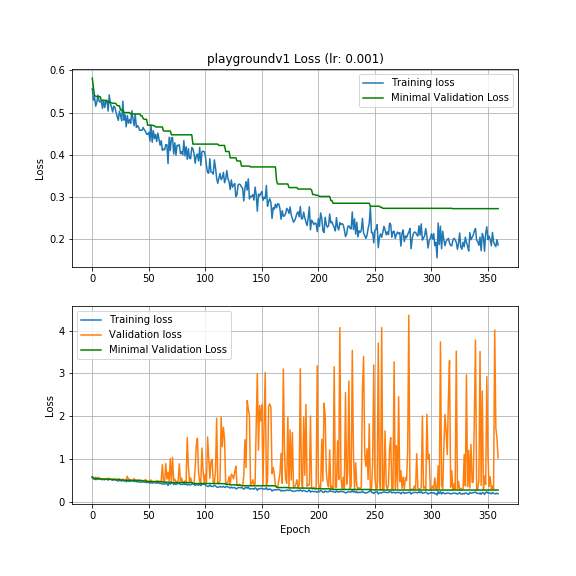 playgroundv1 Loss (lr: 0.001)
0.6
0.5
0.4
0.3
0.2
Loss
Training loss
Minimal Validation Loss
0 50 100 150 200 250 300 350
4
3
2
1
0
Loss
Training loss
Validation loss
Minimal Validation Loss
0 50 100 150 200 250 300 350
Epoch